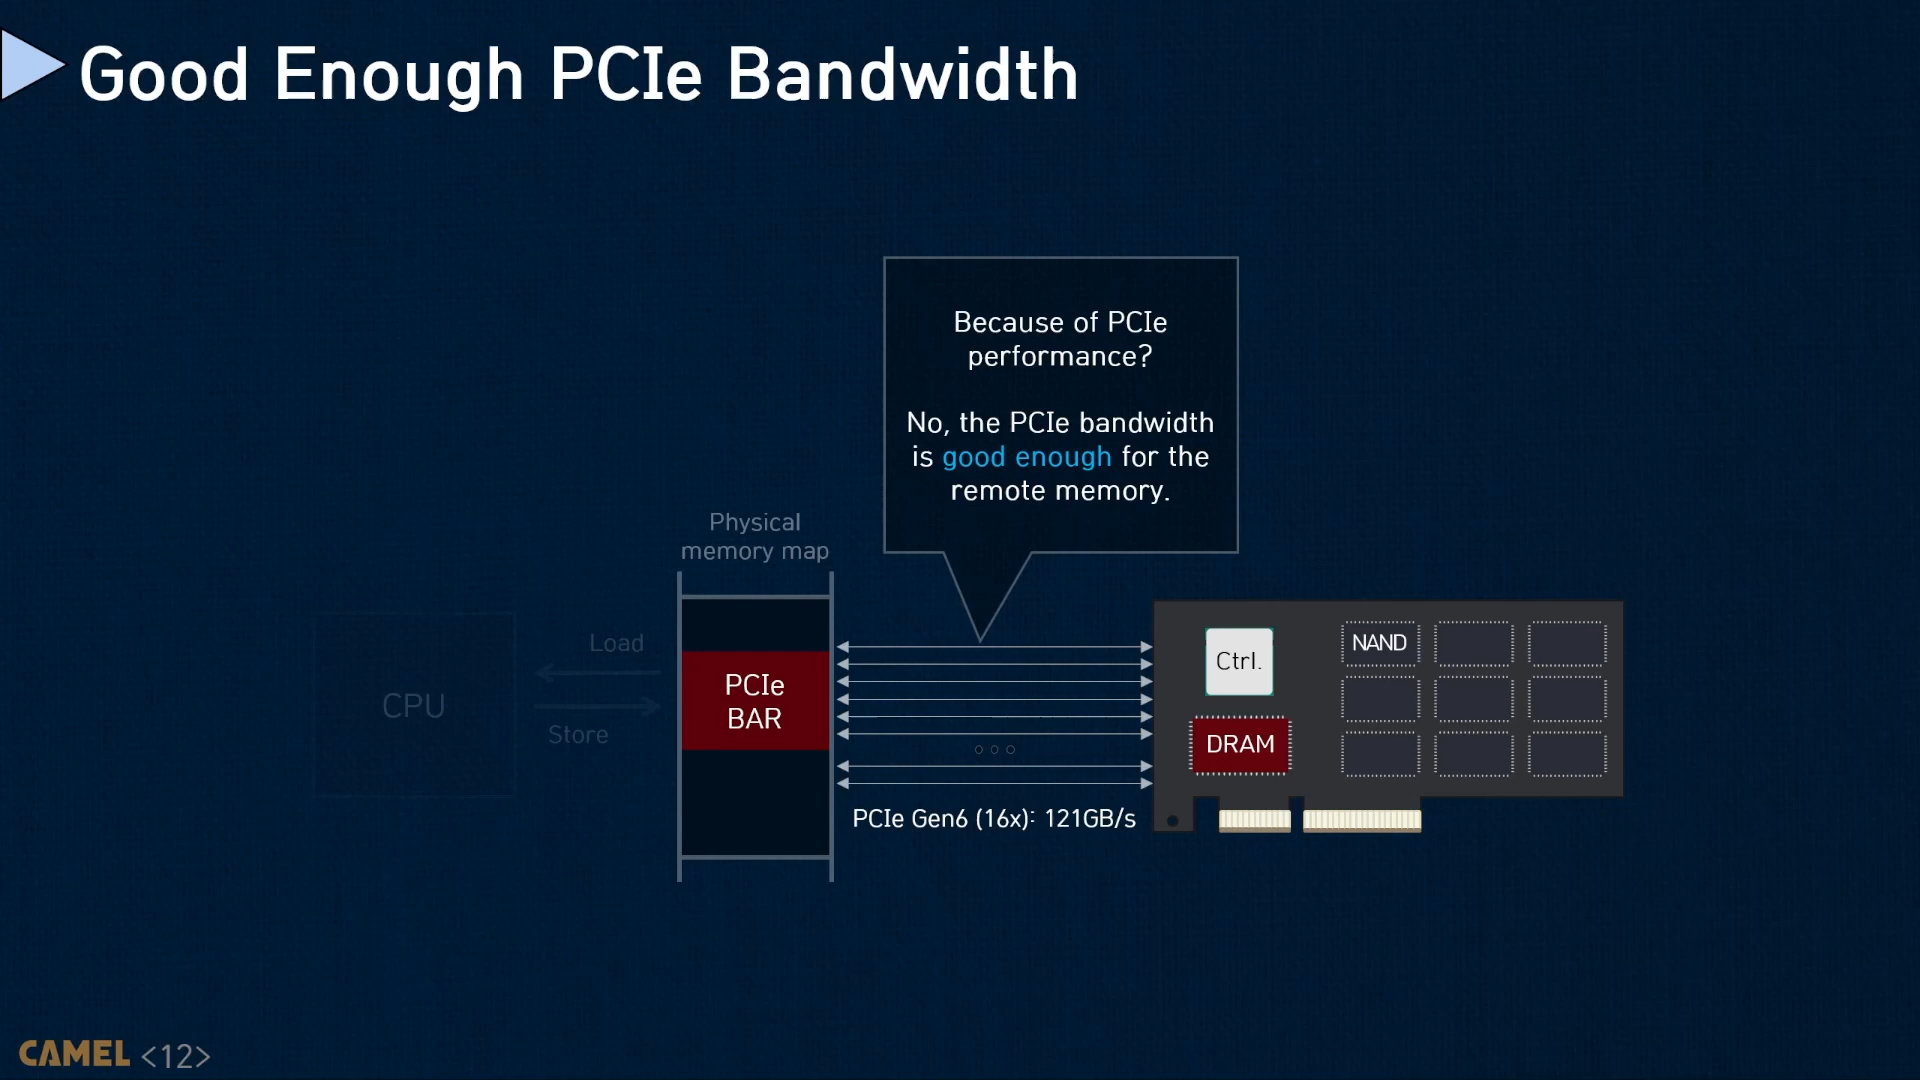 Good Enough PCIe Bandwidth
Because of PCIe
performance?
No, the PCIe bandwidth
is good enough for the
remote memory.
Physical
memory map
CPU
Load
Store
PCIe
BAR
PCIe Gen6 (16x): 121GB/s
Ctrl.
DRAM
NAND
CAMEL <12>